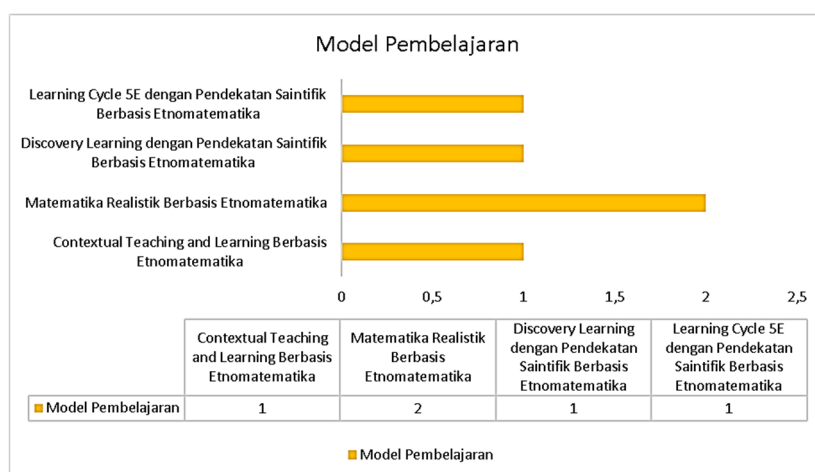 Model Pembelajaran
Learning Cycle 5E dengan Pendekatan Saintifik
Berbasis Etnomatematika
Discovery Learning dengan Pendekatan Saintifik
Berbasis Etnomatematika
Matematika Realistik Berbasis Etnomatematika
Contextual Teaching and Learning Berbasis
Etnomatematika
0 0,5 1 1,5 2 2,5
Contextual Teaching
and Learning Berbasis
Etnomatematika
Matematika Realistik
Berbasis
Etnomatematika
Discovery Learning
dengan Pendekatan
Saintifik Berbasis
Etnomatematika
Learning Cycle 5E
dengan Pendekatan
Saintifik Berbasis
Etnomatematika
Model Pembelajaran 1 2 1 1
Model Pembelajaran